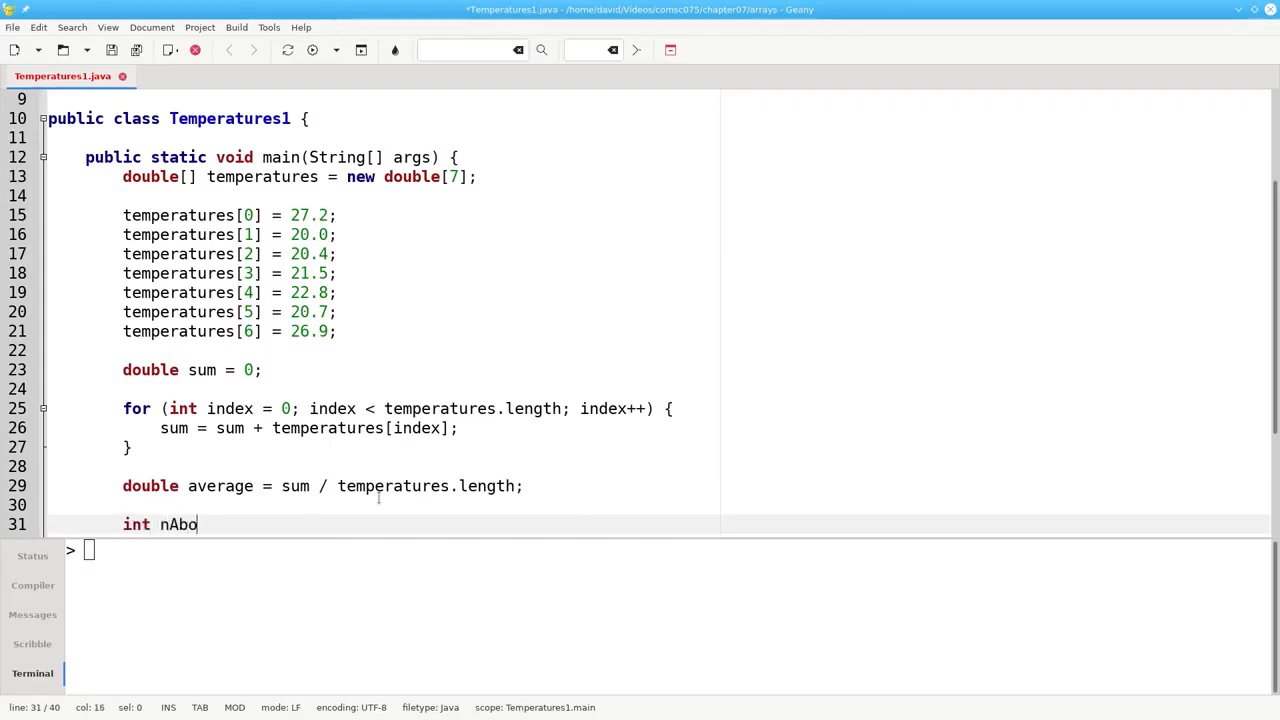 *Temperatures1.java - /home/david/Videos/comsc075/chapter07/arrays - Geany
File Edit Search View Document Project Build Tools Help
Temperatures1.java
9
10 public class Temperatures1 {
11
12 public static void main(String[] args) {
13 double[] temperatures = new double[7];
14
15 temperatures[0] = 27.2;
16 temperatures[1] = 20.0;
17 temperatures[2] = 20.4;
18 temperatures[3] = 21.5;
19 temperatures[4] = 22.8;
20 temperatures[5] = 20.7;
21 temperatures[6] = 26.9;
22
23 double sum = 0;
24
25 for (int index = 0; index < temperatures.length; index++) {
26 sum = sum + temperatures[index];
27 }
28
29 double average = sum / temperatures.length;
30
31 int nAbo
>
Status
Compiler
Messages
Scribble
Terminal
line: 31 / 40 col: 16 sel: 0 INS TAB MOD mode: LF encoding: UTF-8 filetype: Java scope: Temperatures1.main